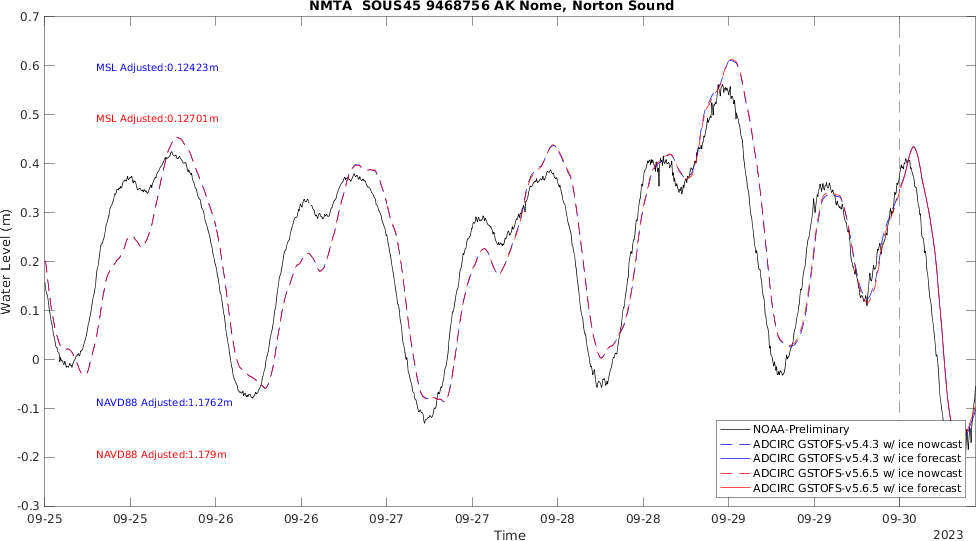 NMTA SOUS45 9468756 AK Nome, Norton Sound
0.7
0.6
0.5
0.4
0.3
0.2
0.1
0
-0.1
-0.2
-0.3
Water Level (m)
MSL Adjusted:0.12423m
MSL Adjusted:0.12701m
NAVD88 Adjusted:1.1762m
NAVD88 Adjusted:1.179m
NOAA-Preliminary
ADCIRC GSTOFS-v5.4.3 w/ ice nowcast
ADCIRC GSTOFS-v5.4.3 w/ ice forecast
ADCIRC GSTOFS-v5.6.5 w/ ice nowcast
ADCIRC GSTOFS-v5.6.5 w/ ice forecast
09-25 09-25 09-26 09-26 09-27 09-27 09-28 09-28 09-29 09-29 09-30
Time
2023